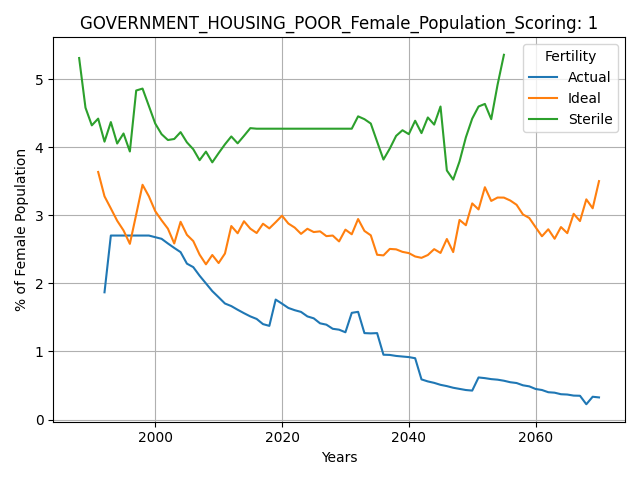 GOVERNMENT_HOUSING_POOR_Female_Population_Scoring: 1
Fertility
Actual
Ideal
Sterile
% of Female Population
5
4
3
2
1
0
2000 2020 2040 2060
Years